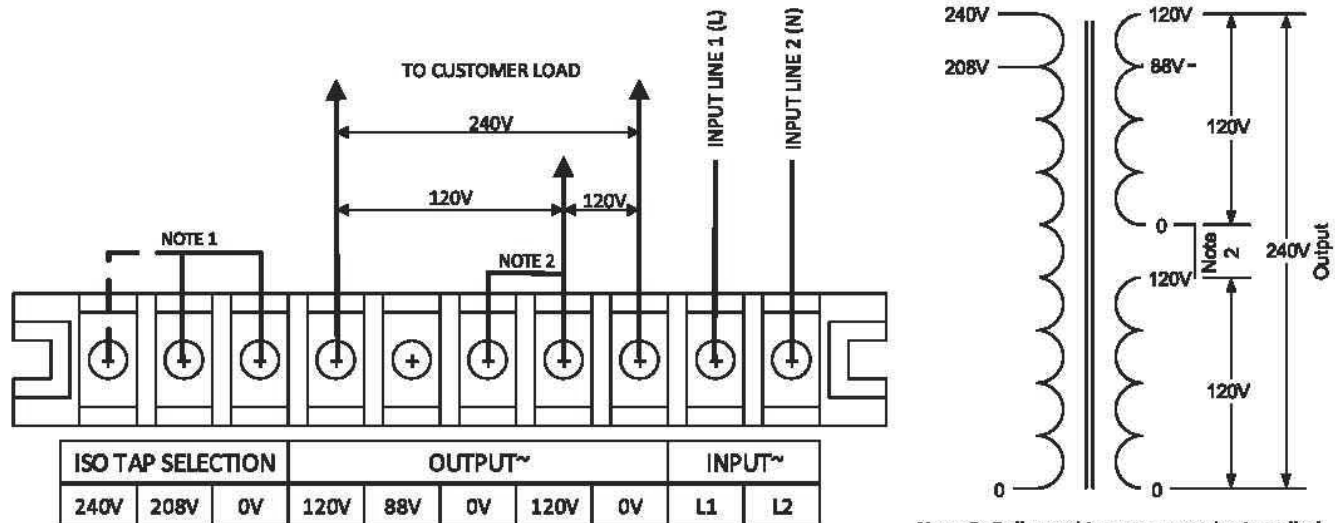 TO CUSTOMER LOAD
240V
120V
120V
INPUT LINE 1 (L)
INPUT LINE 2 (N)
NOTE 1
NOTE 2
ISO TAP SELECTION OUTPUT~ INPUT~
240V 208V 0V 120V 88V 0V 120V 0V L1 L2
240V
208V
0
120V
88V
120V
0
Note 2
240V
Output
120V
120V
0